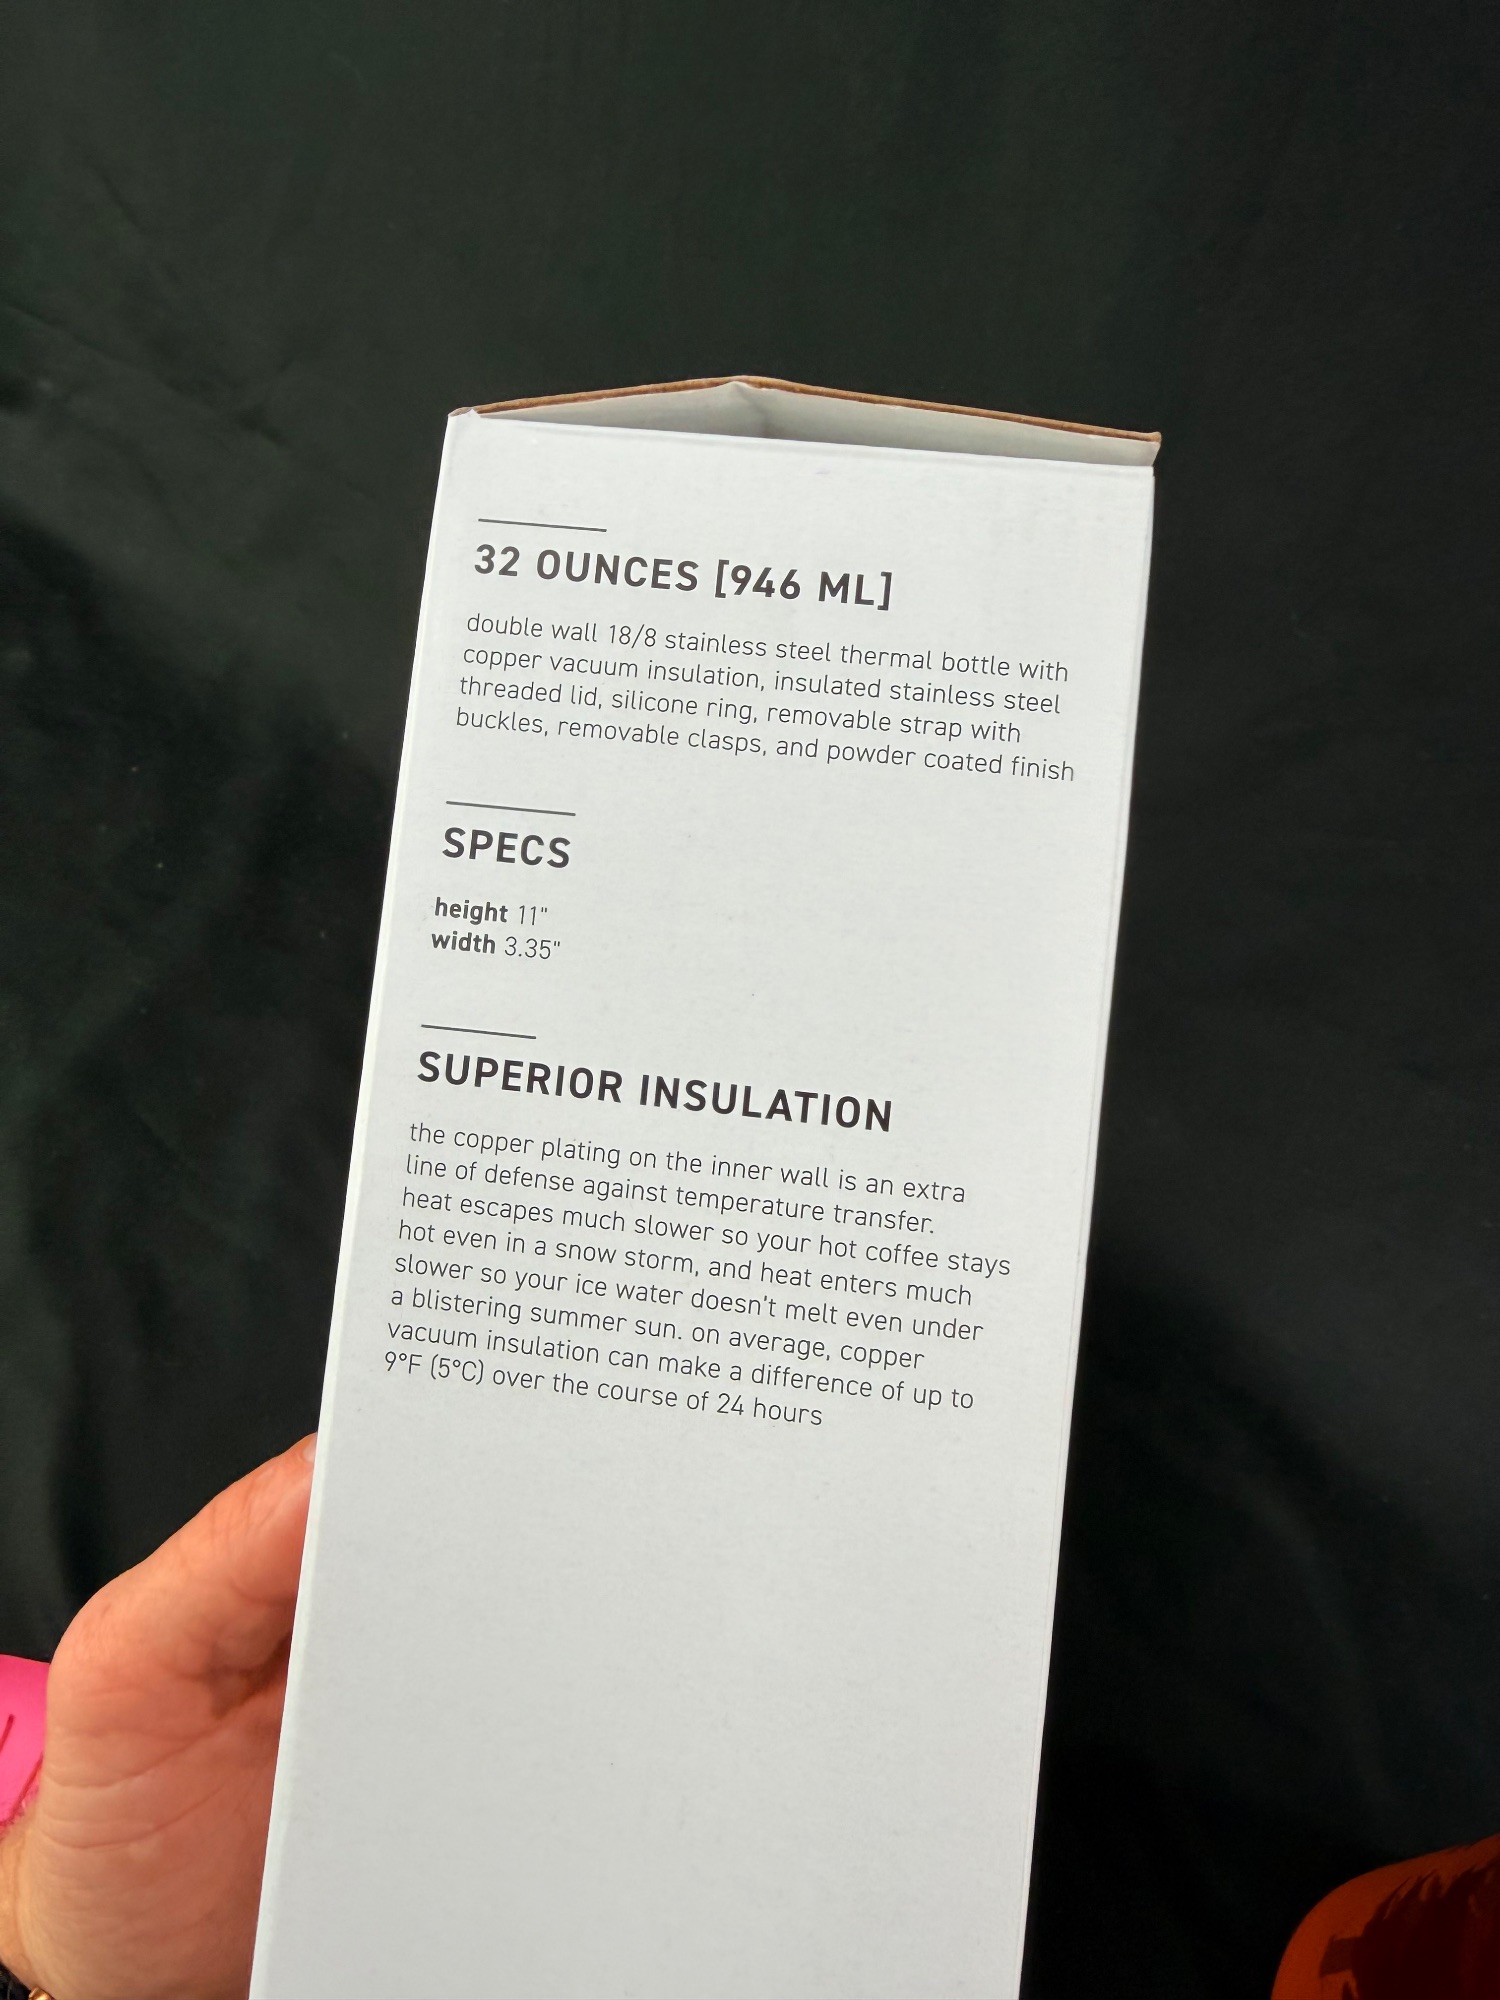 32 OUNCES [946 ML]
double wall 18/8 stainless steel thermal bottle with
copper vacuum insulation, insulated stainless steel
threaded lid, silicone ring, removable strap with
buckles, removable clasps, and powder coated finish
SPECS
height 11"
width 3.35"
SUPERIOR INSULATION
the copper plating on the inner wall is an extra
line of defense against temperature transfer.
heat escapes much slower so your hot coffee stays
hot even in a snow storm, and heat enters much
slower so your ice water doesn't melt even under
a blistering summer sun. on average, copper
vacuum insulation can make a difference of up to
9°F (5°C) over the course of 24 hours